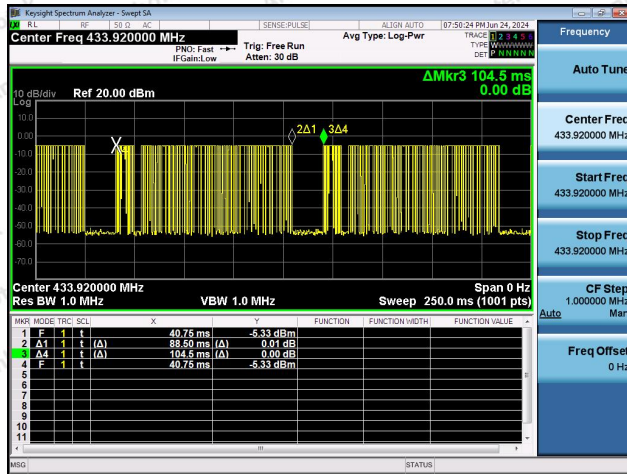 Keysight Spectrum Analyzer - Swept SA
RL RF 50 Ω AC SENSE:PULSE ALIGN AUTO 07:50:24 PM Jun 24, 2024
Center Freq 433.920000 MHz
PNO: Fast
IFGain:Low
Trig: Free Run
Atten: 30 dB
Avg Type: Log-Pwr
TRACE 1 2 3 4 5 6
TYPE WWWWWW
DET P NNNNN
ΔMkr3 104.5 ms
0.00 dB
10 dB/div Ref 20.00 dBm
Log
10.0
0.00
-10.0
-20.0
-30.0
-40.0
-50.0
-60.0
-70.0
2Δ1
3Δ4
Center 433.920000 MHz Span 0 Hz
Res BW 1.0 MHz VBW 1.0 MHz Sweep 250.0 ms (1001 pts)
MKR MODE TRC SCL X Y FUNCTION FUNCTION WIDTH FUNCTION VALUE
1 F 1 t 40.75 ms -5.33 dBm
2 Δ1 1 t (Δ) 88.50 ms (Δ) 0.01 dB
3 Δ4 1 t (Δ) 104.5 ms (Δ) 0.00 dB
4 F 1 t 40.75 ms -5.33 dBm
5
6
7
8
9
10
11
MSG STATUS
Frequency
Auto Tune
Center Freq
433.920000 MHz
Start Freq
433.920000 MHz
Stop Freq
433.920000 MHz
CF Step
1.000000 MHz
Auto Man
Freq Offset
0 Hz